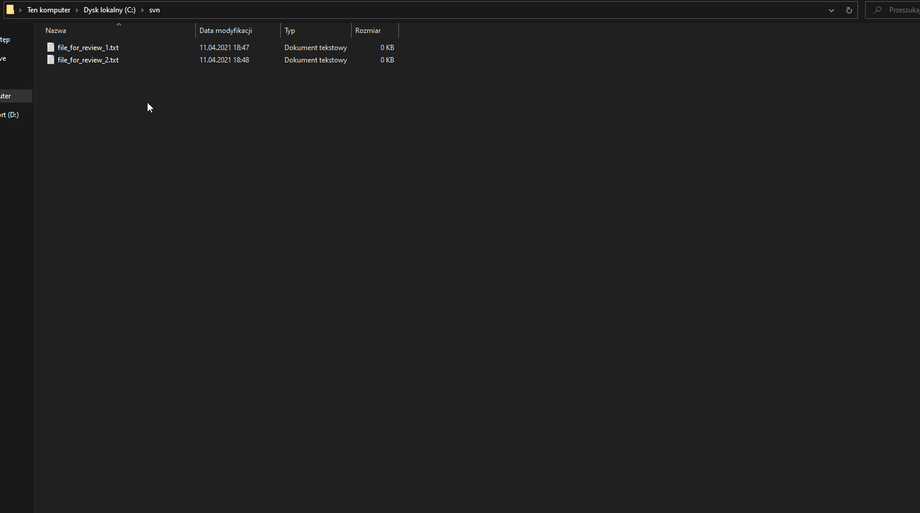 Ten komputer > Dysk lokalny (C:) > svn
Przeszuka
Nazwa Data modyfikacji Typ Rozmiar
tęp
file_for_review_1.txt 11.04.2021 18:47 Dokument tekstowy 0 KB
ve
file_for_review_2.txt 11.04.2021 18:48 Dokument tekstowy 0 KB
uter
rt (D:)